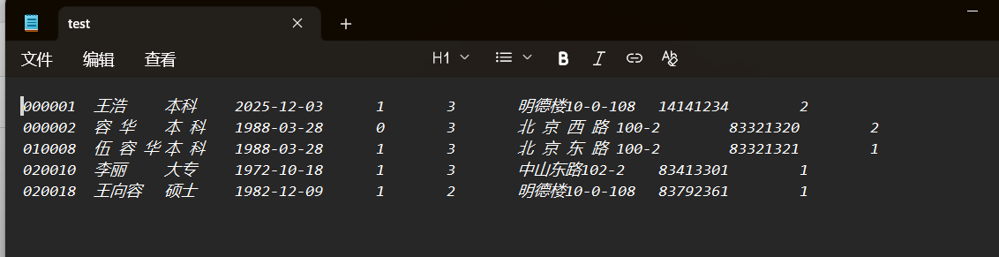 test
文件 编辑 查看 H1 B I
000001 王浩 本科 2025-12-03 1 3 明德楼10-0-108 14141234 2
000002 容 华 本 科 1988-03-28 0 3 北 京 西 路 100-2 83321320 2
010008 伍 容 华 本 科 1988-03-28 1 3 北 京 东 路 100-2 83321321 1
020010 李丽 大专 1972-10-18 1 3 中山东路102-2 83413301 1
020018 王向容 硕士 1982-12-09 1 2 明德楼10-0-108 83792361 1